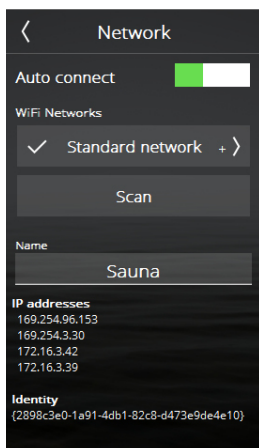 Network
Auto connect
WiFi Networks
Standard network +
Scan
Name
Sauna
IP addresses
169.254.96.153
169.254.3.30
172.16.3.42
172.16.3.39
Identity
{2898c3e0-1a91-4db1-82c8-d473e9de4e10}